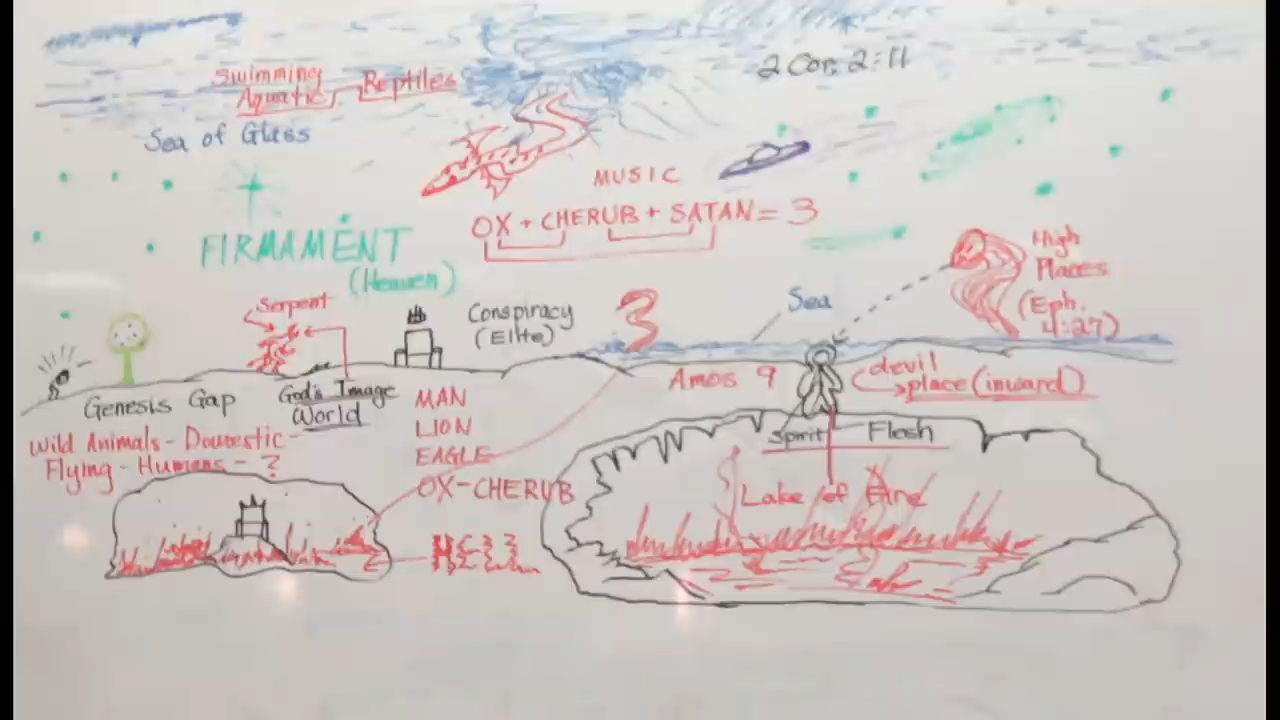 2 Cor. 2:11
Swimming
Aquatic, Reptiles
Sea of Glass
MUSIC
OX + CHERUB + SATAN = 3
FIRMAMENT
(Heaven)
High
Places
(Eph.
4:27)
Serpent
Conspiracy
(Elite)
3
Sea
Genesis Gap
God's Image
World
Amos 9
devil
place (inward)
MAN
LION
EAGLE
OX-CHERUB
Wild Animals - Domestic -
Flying - Humans - ?
Spirit
Flesh
Lake of Fire